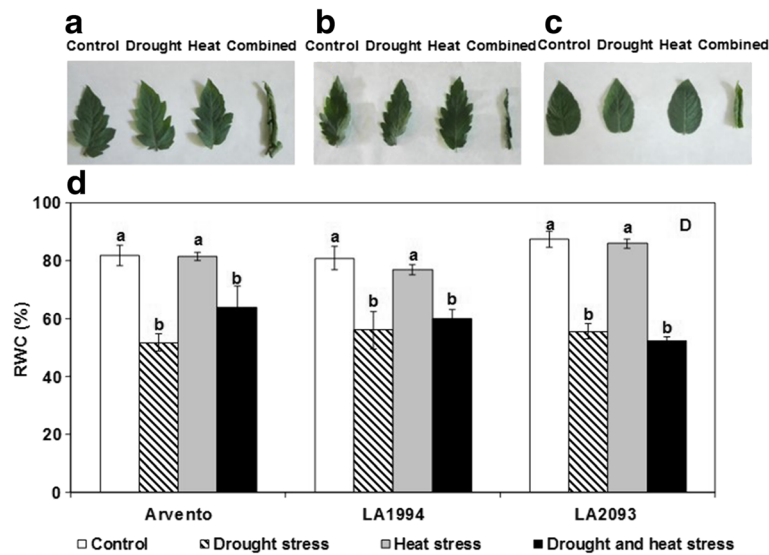 a
Control Drought Heat Combined
b
Control Drought Heat Combined
c
Control Drought Heat Combined
d
D
RWC (%)
100
80
60
40
20
0
a b a b
a b a b
a b a b
Arvento LA1994 LA2093
Control Drought stress Heat stress Drought and heat stress